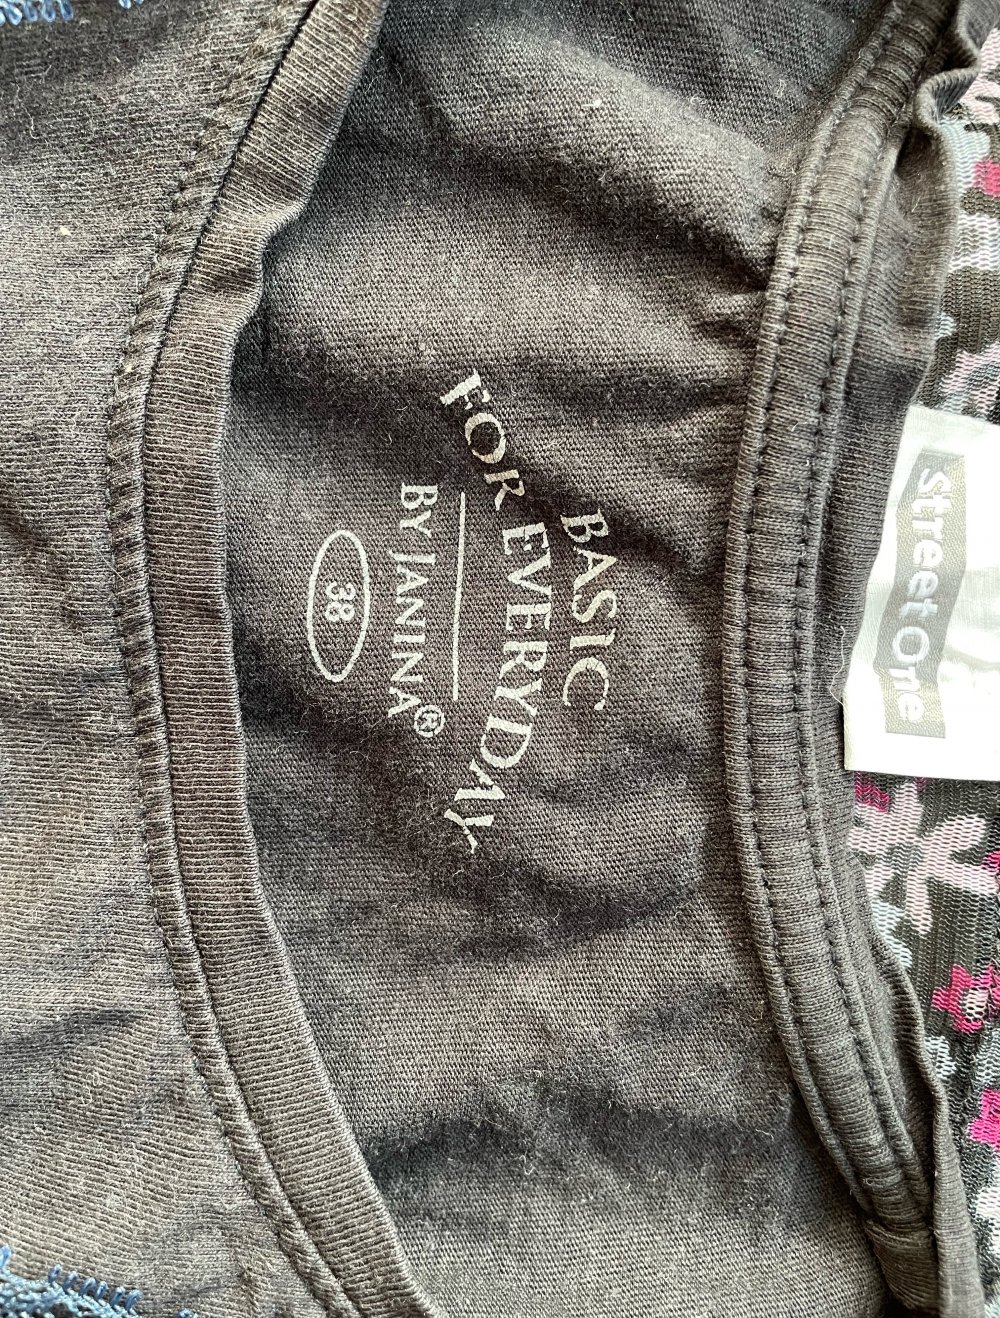 BASIC
FOR EVERYDAY
BY JANINA®
38
Street One